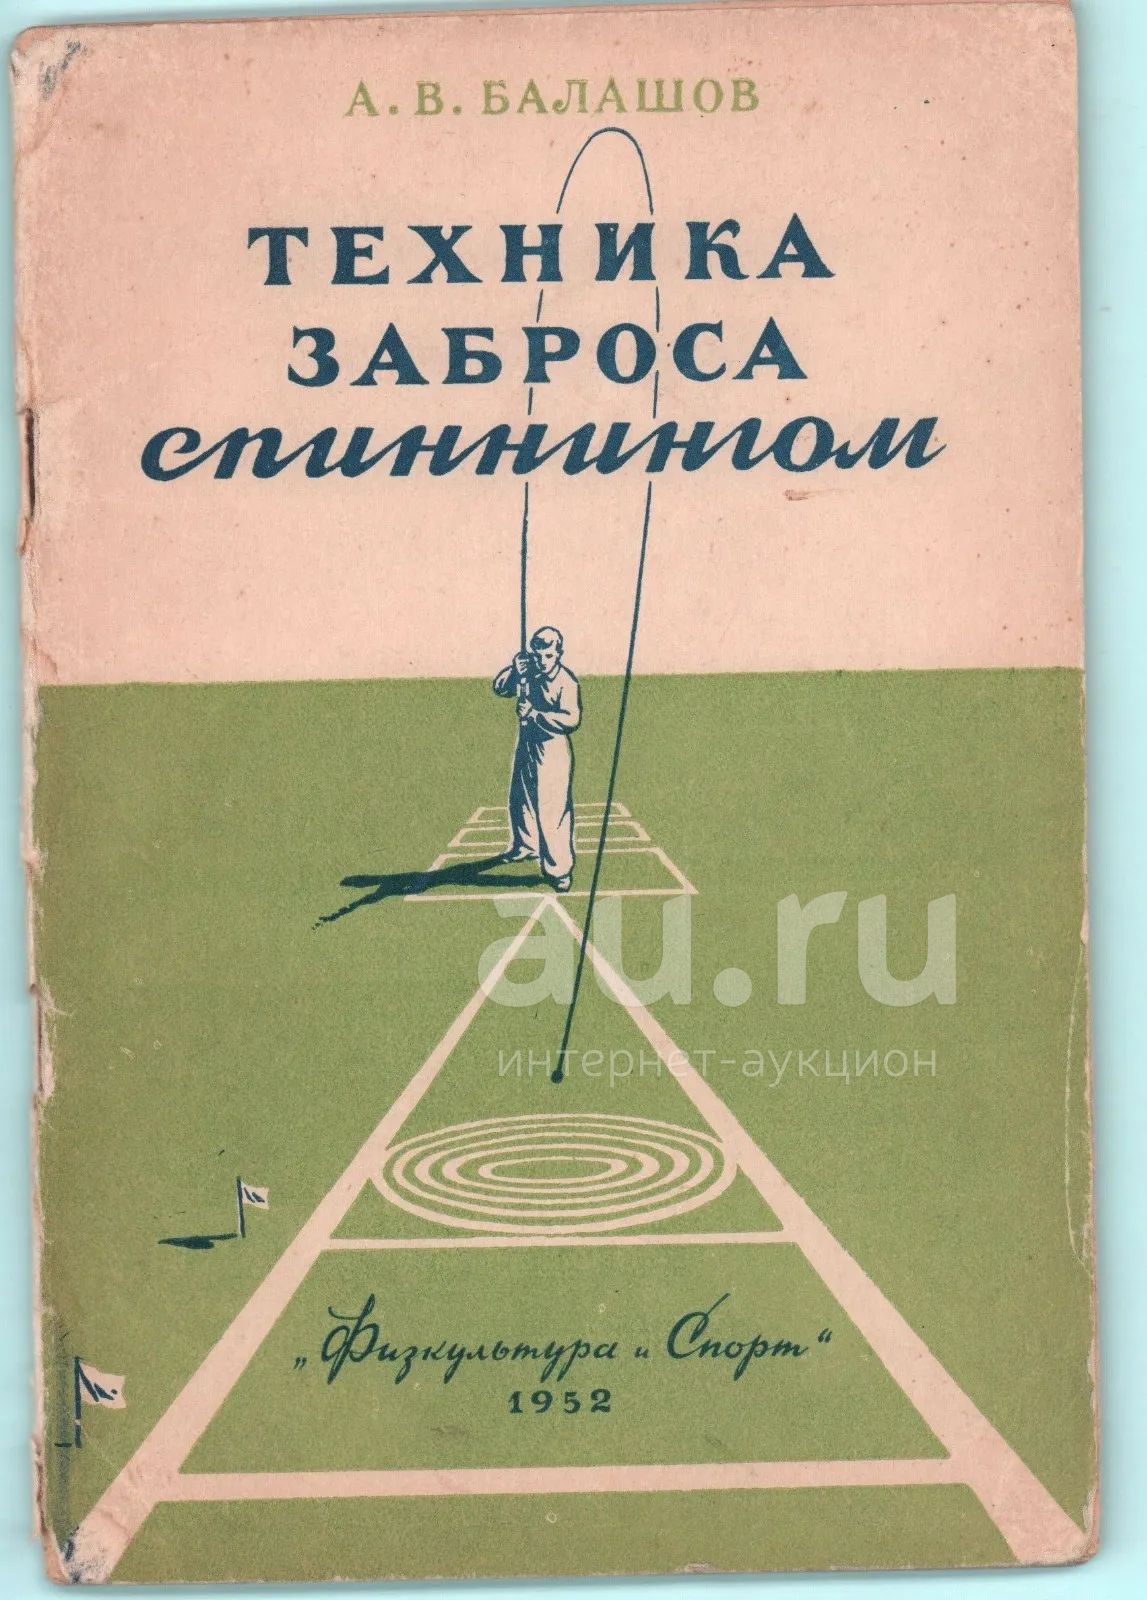 А. В. БАЛАШОВ
ТЕХНИКА
ЗАБРОСА
спиннингом
au.ru
интернет-аукцион
„Физкультура и Спорт“
1952